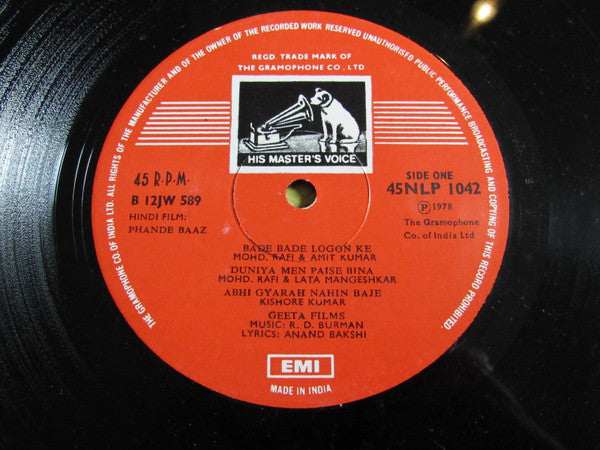 THE GRAMOPHONE CO. OF INDIA LTD. ALL RIGHTS OF THE MANUFACTURER AND OF THE OWNER OF THE RECORDED WORK RESERVED UNAUTHORISED PUBLIC PERFORMANCE BROADCASTING AND COPYING OF THIS RECORD PROHIBITED
REGD. TRADE MARK OF
THE GRAMOPHONE CO., LTD
HIS MASTER'S VOICE
45 R·P·M·
B 12JW 589
HINDI FILM:
PHANDE BAAZ
SIDE ONE
45NLP 1042
Ⓟ 1978
The Gramophone
Co. of India Ltd
BADE BADE LOGON KE
MOHD. RAFI & AMIT KUMAR
DUNIYA MEN PAISE BINA
MOHD. RAFI & LATA MANGESHKAR
ABHI GYARAH NAHIN BAJE
KISHORE KUMAR
GEETA FILMS
MUSIC: R. D. BURMAN
LYRICS: ANAND BAKSHI
EMI
MADE IN INDIA